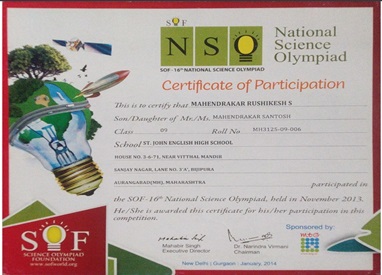 SOF
NSO
SOF-16th NATIONAL SCIENCE OLYMPIAD
National
Science
Olympiad
Certificate of Participation
This is to certify that MAHENDRAKAR RUSHIKESH S
Son/Daughter of Mr./Ms. MAHENDRAKAR SANTOSH
Class 09 Roll No MH3125-09-006
School ST. JOHN ENGLISH HIGH SCHOOL
HOUSE NO. 2-6-71, NEAR VITTHAL MANDIR
SANJAY NAGAR, LANE NO. 'A', BIJIPURA
AURANGABAD(MH), MAHARASHTRA participated in
the SOF-16th National Science Olympiad, held in November 2013.
He/She is awarded this certificate for his/her participation in this
competition.
SOF
SCIENCE OLYMPIAD
FOUNDATION
www.sofworld.org
Mahabir Singh
Executive Director
Dr. Narindra Virmani
Chairman
Sponsored by
New Delhi | Gurgaon - January, 2014